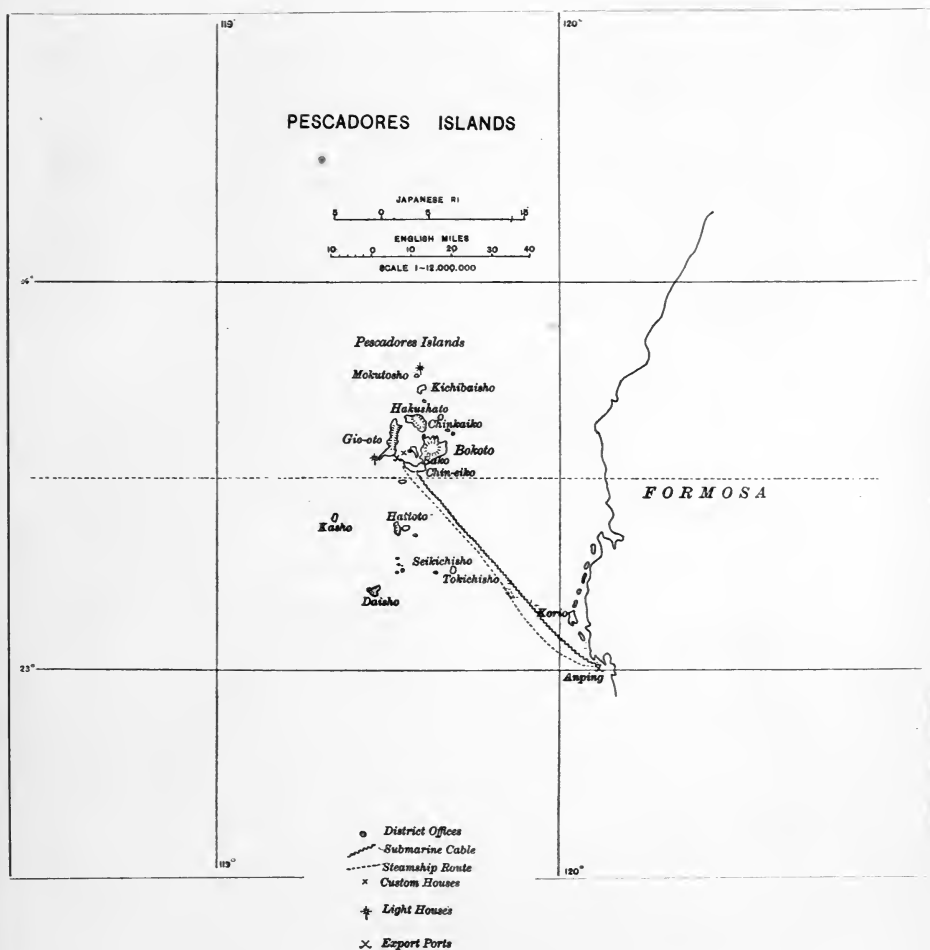 119°
120°
PESCADORES ISLANDS
JAPANESE RI
5 0 5 15
ENGLISH MILES
10 0 10 20 30 40
SCALE 1-12.000.000
Pescadores Islands
Mokutosho
Kichibaisho
Hakushato
Chinkaiko
Gio-oto
Bokoto
Sako
Chin-eiko
FORMOSA
Hattoto
Kasho
Seikichisho
Tokichisho
Daisho
Korio
23°
Anping
District Offices
Submarine Cable
119°
Steamship Route
120°
Custom Houses
Light Houses
Export Ports